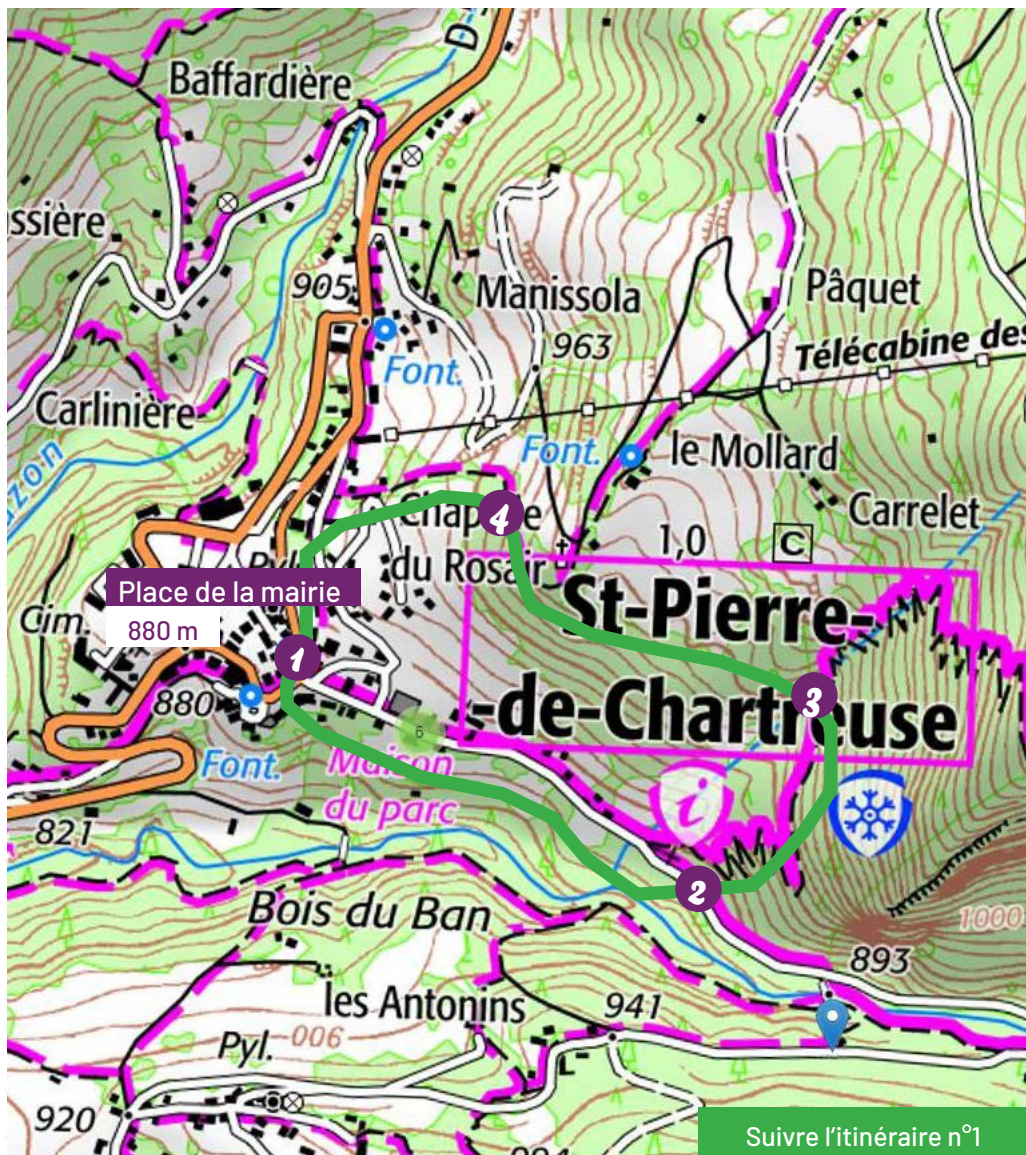 D
Baffardière
ssière
905
Manissola
Pâquet
963
Télécabine des
Font.
Carlinière
Font.
le Mollard
zon
4
Carrelet
1,0
C
du Rosair
Place de la mairie
St-Pierre-
Cim.
880 m
1
3
880
-de-Chartreuse
6
Font.
Maison
i
du parc
821
2
Bois du Ban
1000
893
les Antonins
941
Pyl.
006
920
Suivre l'itinéraire n°1